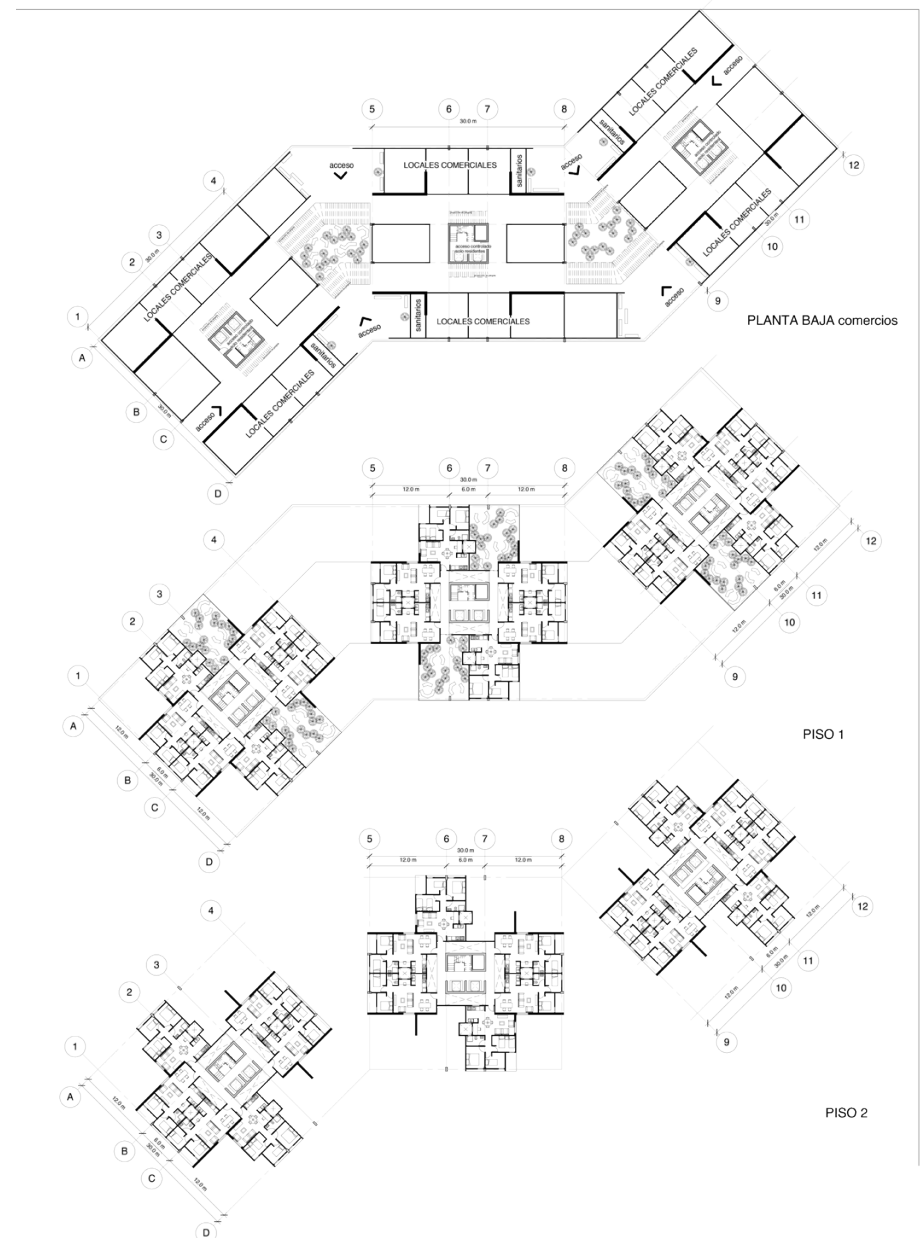 5
6
7
8
30.0 m
acceso
LOCALES COMERCIALES
sanitarios
acceso
LOCALES COMERCIALES
acceso
acceso
LOCALES COMERCIALES
30.0 m
12
11
10
9
4
3
2
1
30.0 m
LOCALES COMERCIALES
acceso
sanitarios
LOCALES COMERCIALES
sanitarios
LOCALES COMERCIALES
acceso
acceso
A
B
30.0 m
C
D
sanitarios
PLANTA BAJA comercios
5
6
7
8
30.0 m
12.0 m
6.0 m
12.0 m
4
3
2
1
A
12.0 m
6.0 m
30.0 m
12.0 m
B
C
D
12.0 m
6.0 m
30.0 m
12.0 m
12
11
10
9
PISO 1
5
6
7
8
30.0 m
12.0 m
6.0 m
12.0 m
4
3
2
1
A
12.0 m
6.0 m
30.0 m
12.0 m
B
C
D
12.0 m
6.0 m
30.0 m
12.0 m
12
11
10
9
PISO 2